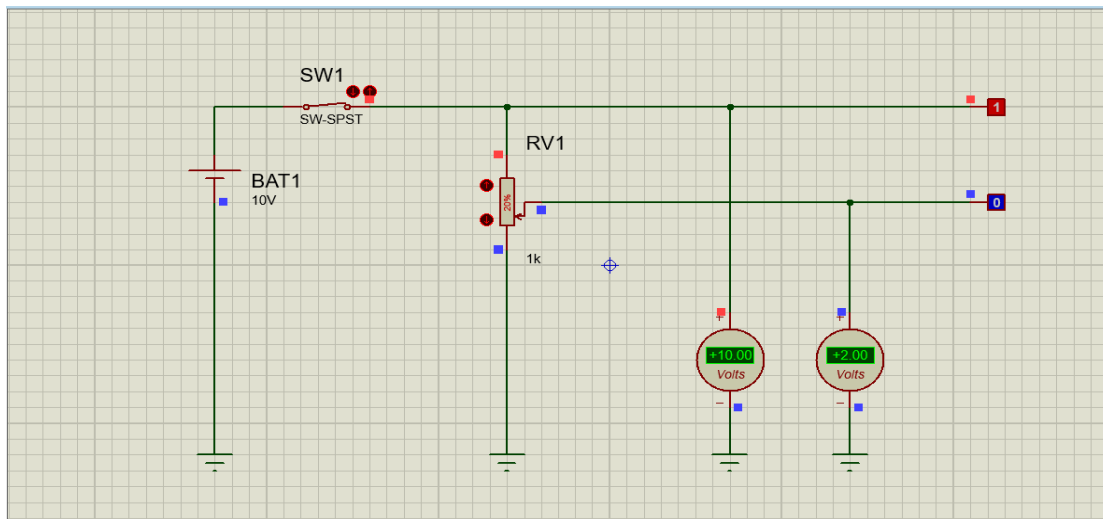 SW1
SW-SPST
1
RV1
BAT1
10V
20%
0
1k
+
+
+10.00
+2.00
Volts
Volts